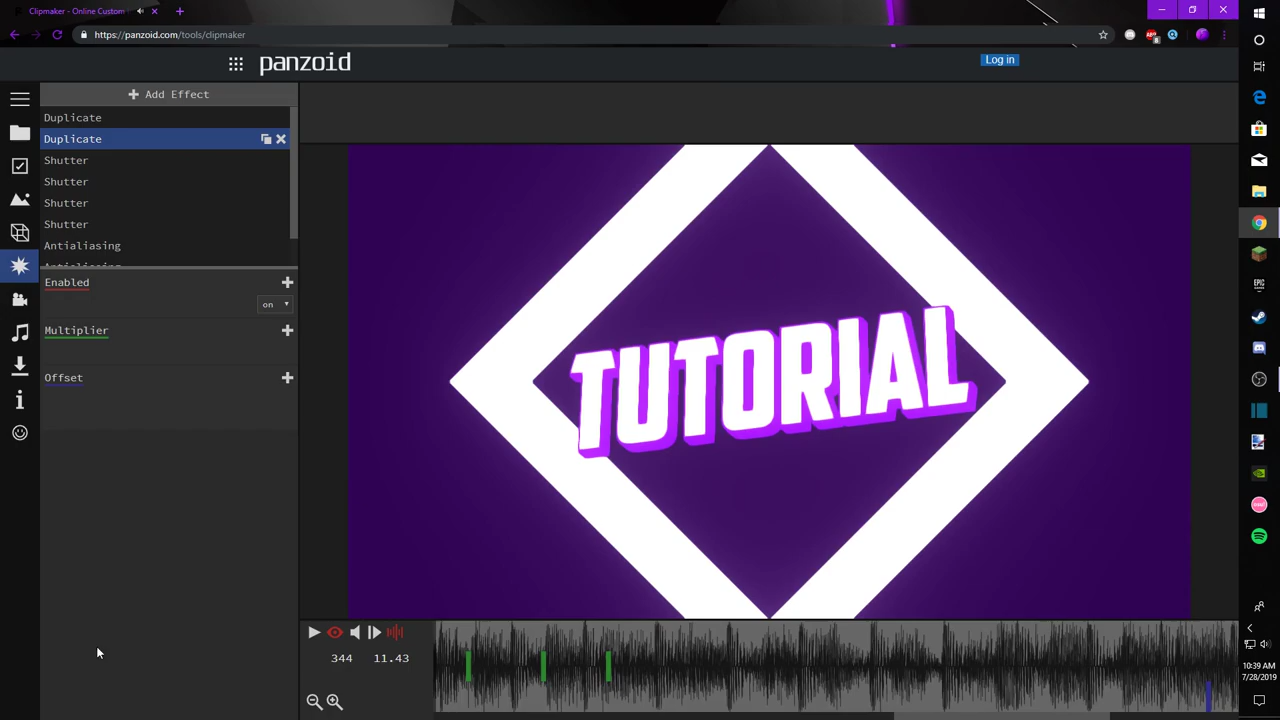 Clipmaker - Online Custom
https://panzoid.com/tools/clipmaker
panzoid
Log in
Add Effect
Duplicate
Duplicate
Shutter
Shutter
Shutter
Shutter
Antialiasing
Antialiasing
Enabled
on
Multiplier
Offset
TUTORIAL
344 11.43
10:39 AM
7/28/2019